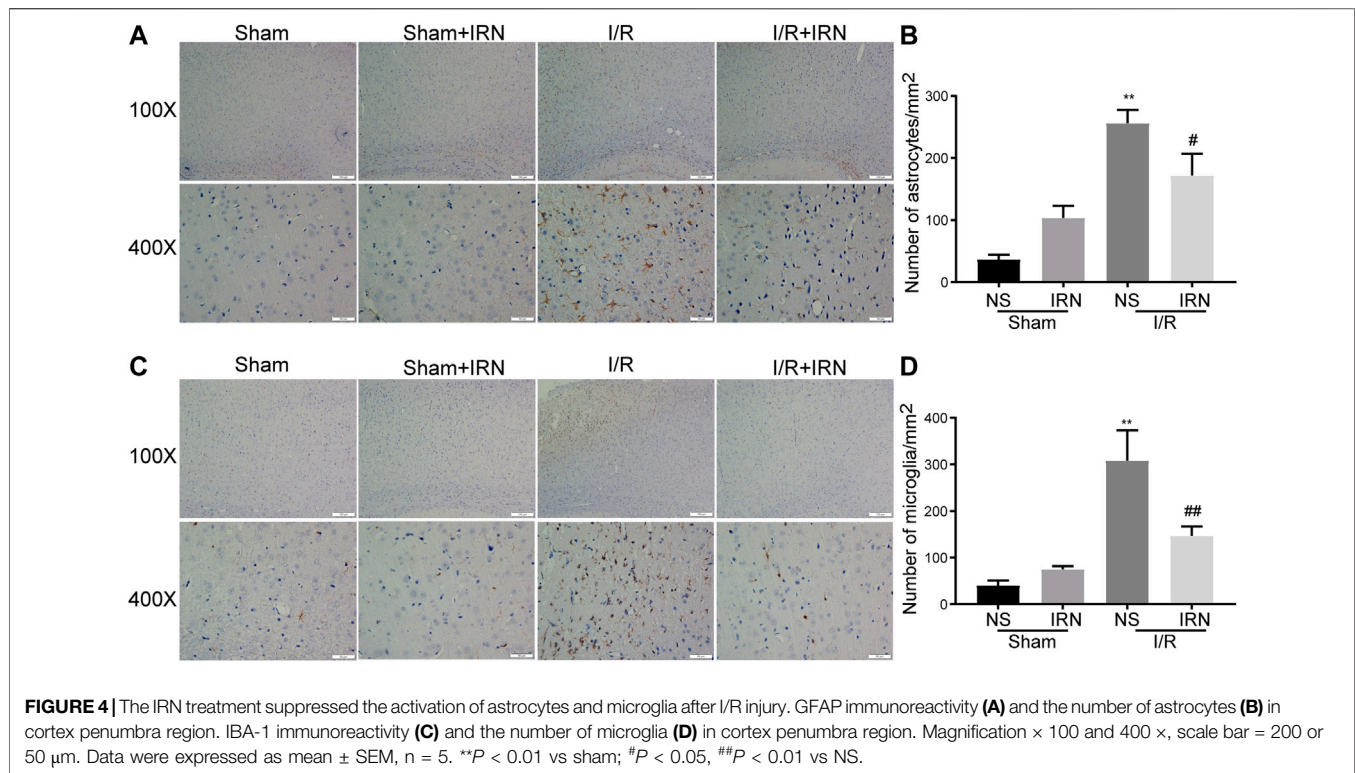 A
Sham
Sham+IRN
I/R
I/R+IRN
100X
400X
B
Number of astrocytes/mm2
300
200
100
0
**
#
NS
IRN
NS
IRN
Sham
I/R
C
Sham
Sham+IRN
I/R
I/R+IRN
100X
400X
D
Number of microglia/mm2
400
300
200
100
0
**
##
NS
IRN
NS
IRN
Sham
I/R
FIGURE 4 | The IRN treatment suppressed the activation of astrocytes and microglia after I/R injury. GFAP immunoreactivity (A) and the number of astrocytes (B) in
cortex penumbra region. IBA-1 immunoreactivity (C) and the number of microglia (D) in cortex penumbra region. Magnification × 100 and 400 ×, scale bar = 200 or
50 μm. Data were expressed as mean ± SEM, n = 5. **P < 0.01 vs sham; #P < 0.05, ##P < 0.01 vs NS.